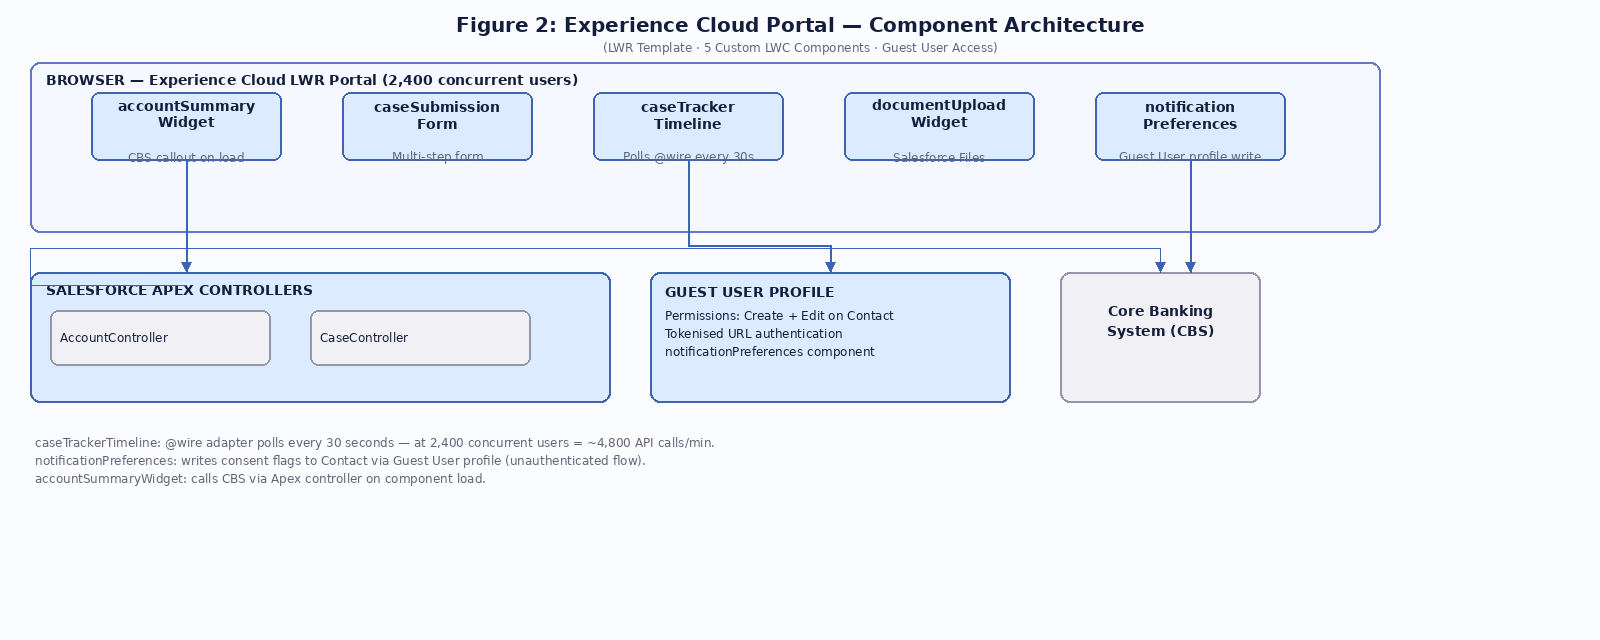 Figure 2: Experience Cloud Portal — Component Architecture
(LWR Template · 5 Custom LWC Components · Guest User Access)
BROWSER — Experience Cloud LWR Portal (2,400 concurrent users)
accountSummary
Widget
CBS callout on load
caseSubmission
Form
Multi-step form
caseTracker
Timeline
Polls @wire every 30s
documentUpload
Widget
Salesforce Files
notification
Preferences
Guest User profile write
SALESFORCE APEX CONTROLLERS
AccountController
CaseController
GUEST USER PROFILE
Permissions: Create + Edit on Contact
Tokenised URL authentication
notificationPreferences component
Core Banking
System (CBS)
caseTrackerTimeline: @wire adapter polls every 30 seconds — at 2,400 concurrent users = ~4,800 API calls/min.
notificationPreferences: writes consent flags to Contact via Guest User profile (unauthenticated flow).
accountSummaryWidget: calls CBS via Apex controller on component load.